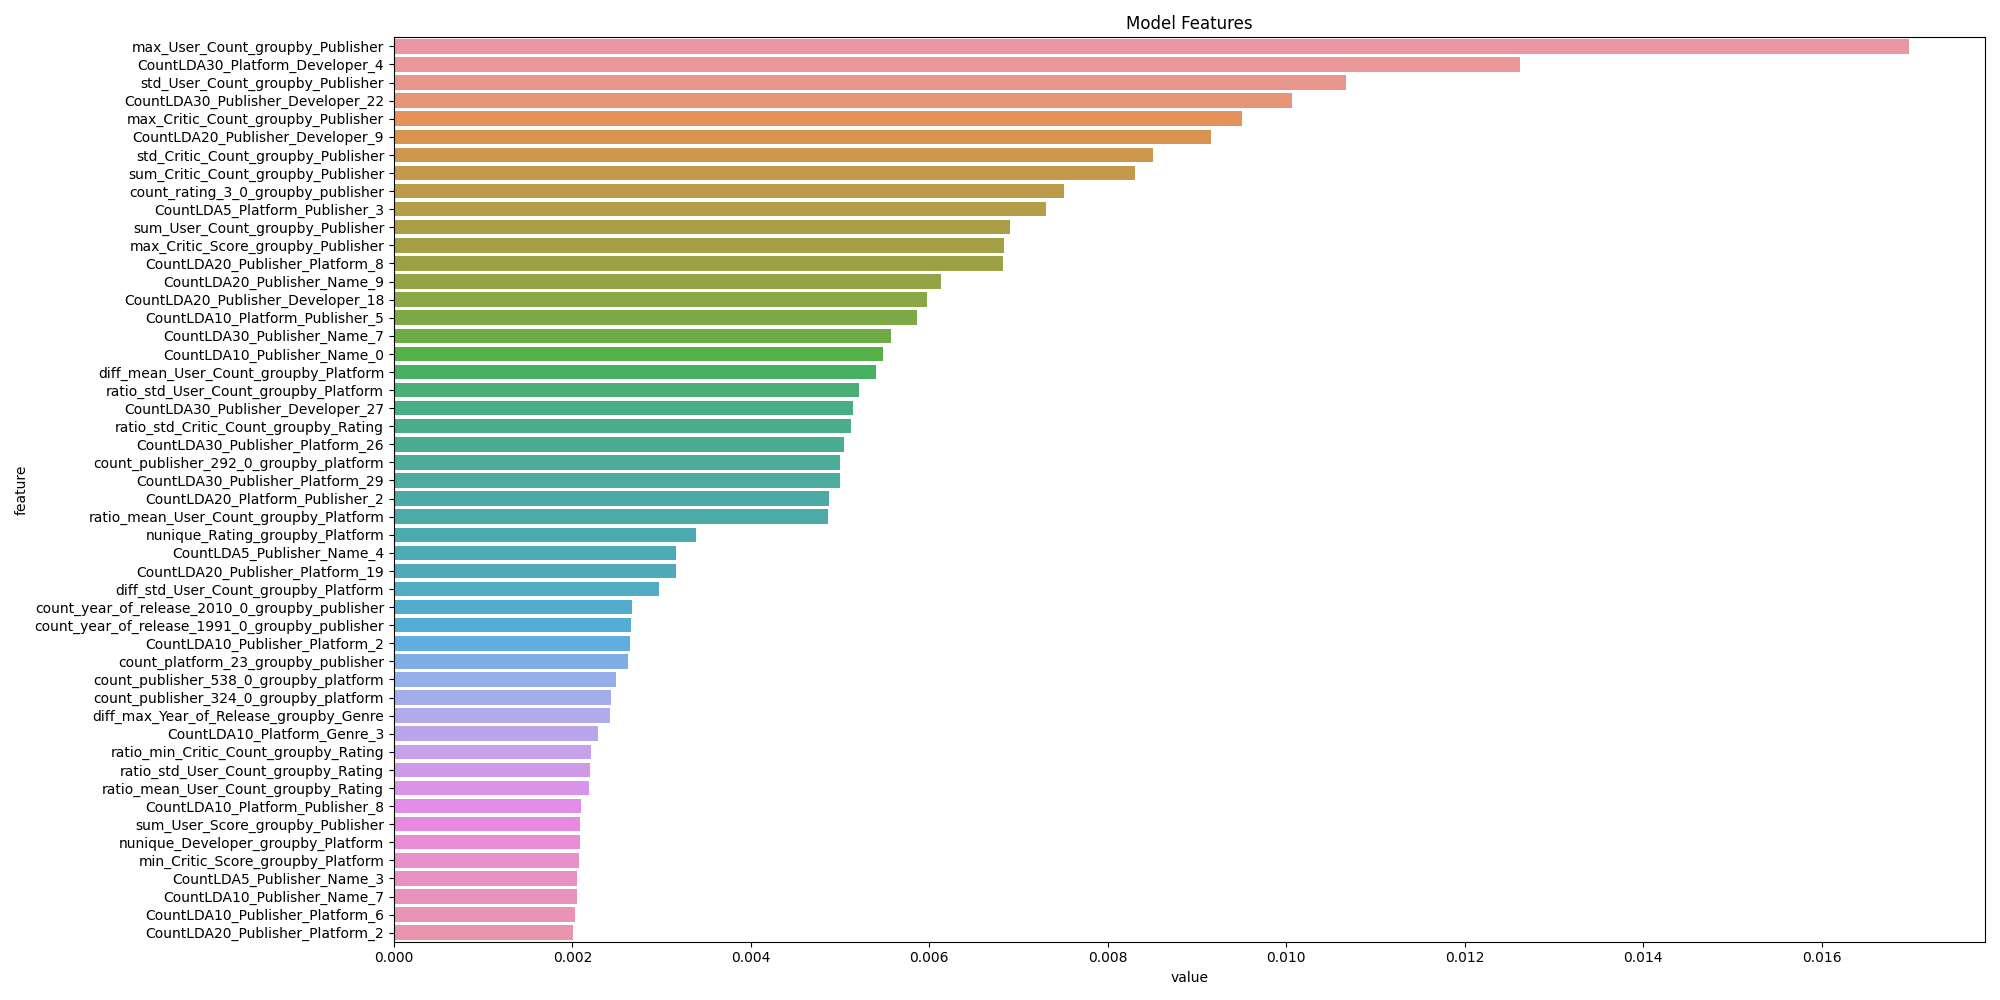 Model Features
max_User_Count_groupby_Publisher
CountLDA30_Platform_Developer_4
std_User_Count_groupby_Publisher
CountLDA30_Publisher_Developer_22
max_Critic_Count_groupby_Publisher
CountLDA20_Publisher_Developer_9
std_Critic_Count_groupby_Publisher
sum_Critic_Count_groupby_Publisher
count_rating_3_0_groupby_publisher
CountLDA5_Platform_Publisher_3
sum_User_Count_groupby_Publisher
max_Critic_Score_groupby_Publisher
CountLDA20_Publisher_Platform_8
CountLDA20_Publisher_Name_9
CountLDA20_Publisher_Developer_18
CountLDA10_Platform_Publisher_5
CountLDA30_Publisher_Name_7
CountLDA10_Publisher_Name_0
diff_mean_User_Count_groupby_Platform
ratio_std_User_Count_groupby_Platform
CountLDA30_Publisher_Developer_27
ratio_std_Critic_Count_groupby_Rating
CountLDA30_Publisher_Platform_26
count_publisher_292_0_groupby_platform
CountLDA30_Publisher_Platform_29
CountLDA20_Platform_Publisher_2
ratio_mean_User_Count_groupby_Platform
nunique_Rating_groupby_Platform
CountLDA5_Publisher_Name_4
CountLDA20_Publisher_Platform_19
diff_std_User_Count_groupby_Platform
count_year_of_release_2010_0_groupby_publisher
count_year_of_release_1991_0_groupby_publisher
CountLDA10_Publisher_Platform_2
count_platform_23_groupby_publisher
count_publisher_538_0_groupby_platform
count_publisher_324_0_groupby_platform
diff_max_Year_of_Release_groupby_Genre
CountLDA10_Platform_Genre_3
ratio_min_Critic_Count_groupby_Rating
ratio_std_User_Count_groupby_Rating
ratio_mean_User_Count_groupby_Rating
CountLDA10_Platform_Publisher_8
sum_User_Score_groupby_Publisher
nunique_Developer_groupby_Platform
min_Critic_Score_groupby_Platform
CountLDA5_Publisher_Name_3
CountLDA10_Publisher_Name_7
CountLDA10_Publisher_Platform_6
CountLDA20_Publisher_Platform_2
feature
0.000 0.002 0.004 0.006 0.008 0.010 0.012 0.014 0.016
value